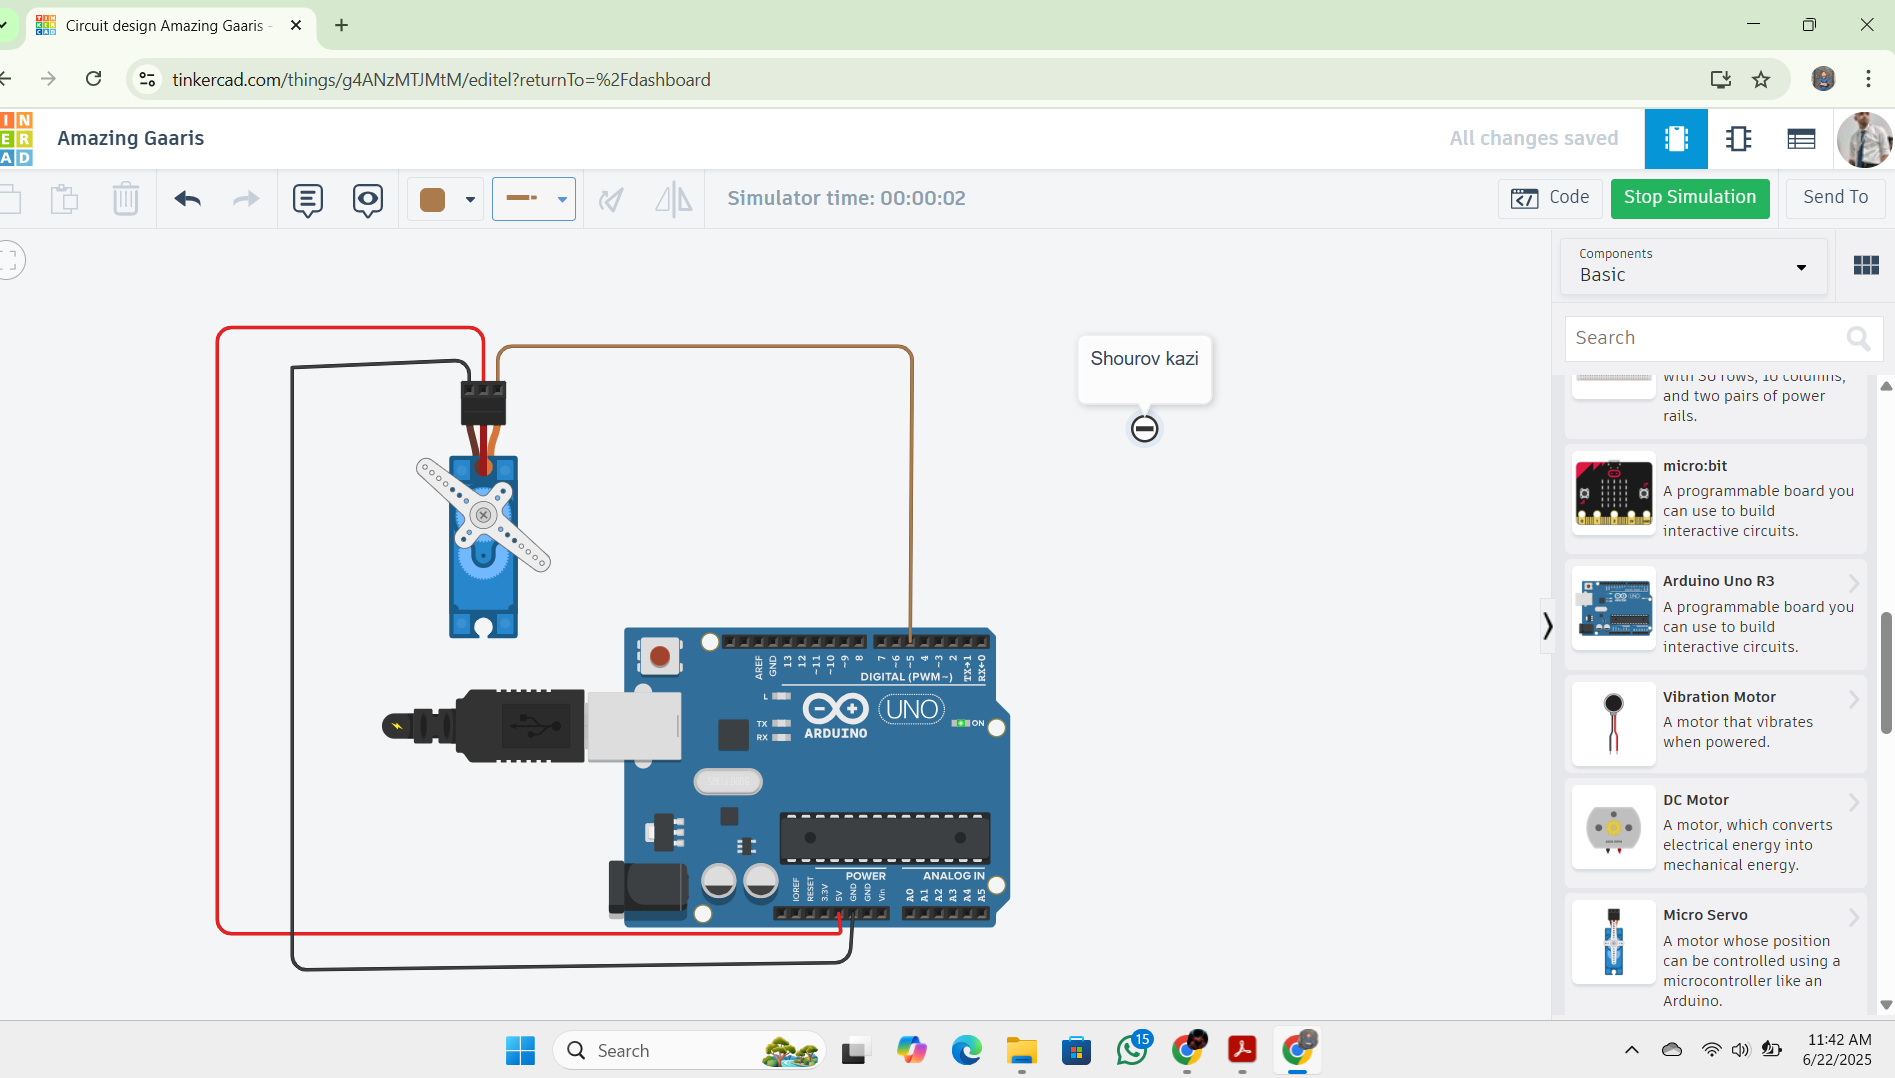 Circuit design Amazing Gaaris -
tinkercad.com/things/g4ANzMTJMtM/editel?returnTo=%2Fdashboard
IN
ER
AD
Amazing Gaaris
All changes saved
Simulator time: 00:00:02
Code
Stop Simulation
Send To
Components
Basic
Search
with 30 rows, 10 columns,
and two pairs of power
rails.
micro:bit
A programmable board you
can use to build
interactive circuits.
Arduino Uno R3
A programmable board you
can use to build
interactive circuits.
Vibration Motor
A motor that vibrates
when powered.
DC Motor
A motor, which converts
electrical energy into
mechanical energy.
Micro Servo
A motor whose position
can be controlled using a
microcontroller like an
Arduino.
Shourov kazi
AREF GND 13 12 ~11 ~10 ~9 8 7 ~6 ~5 4 ~3 2 TX→1 RX←0
DIGITAL (PWM~)
L
TX
RX
UNO
ON
ARDUINO
POWER
ANALOG IN
IOREF RESET 3.3V 5V GND GND Vin A0 A1 A2 A3 A4 A5
Search
15
11:42 AM
6/22/2025